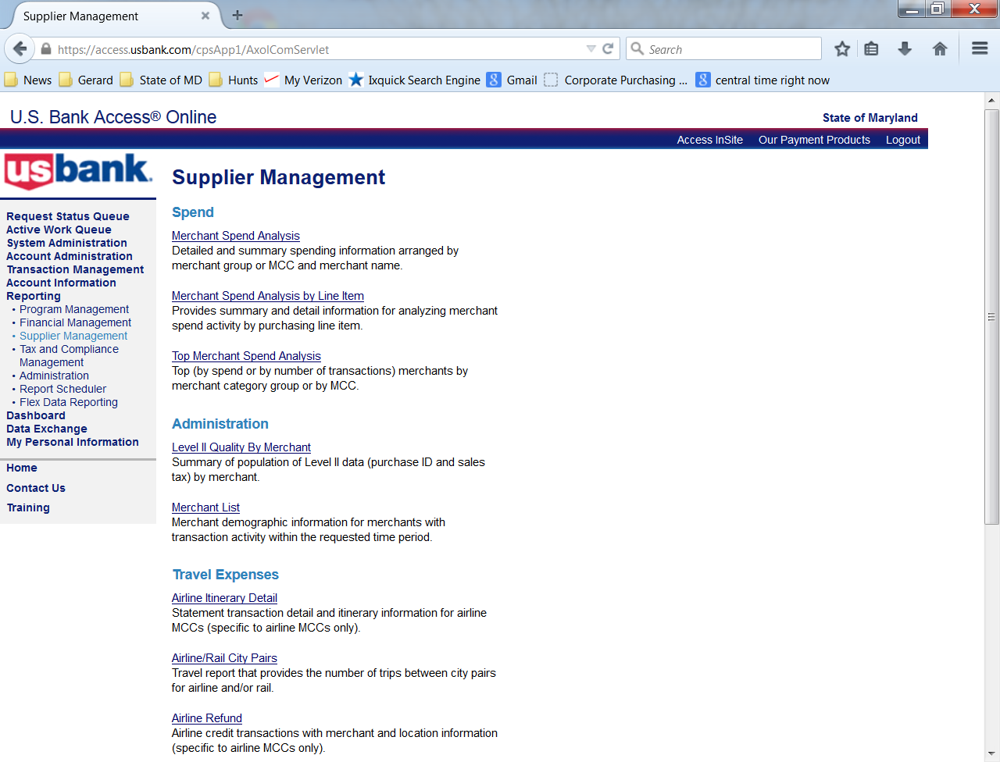 Supplier Management
https://access.usbank.com/cpsApp1/AxolComServlet
Search
News Gerard State of MD Hunts My Verizon Ixquick Search Engine Gmail Corporate Purchasing ... central time right now
U.S. Bank Access® Online
State of Maryland
Access InSite Our Payment Products Logout
usbank.
Request Status Queue
Active Work Queue
System Administration
Account Administration
Transaction Management
Account Information
Reporting
• Program Management
• Financial Management
• Supplier Management
• Tax and Compliance
Management
• Administration
• Report Scheduler
• Flex Data Reporting
Dashboard
Data Exchange
My Personal Information
Home
Contact Us
Training
Supplier Management
Spend
Merchant Spend Analysis
Detailed and summary spending information arranged by
merchant group or MCC and merchant name.
Merchant Spend Analysis by Line Item
Provides summary and detail information for analyzing merchant
spend activity by purchasing line item.
Top Merchant Spend Analysis
Top (by spend or by number of transactions) merchants by
merchant category group or by MCC.
Administration
Level II Quality By Merchant
Summary of population of Level II data (purchase ID and sales
tax) by merchant.
Merchant List
Merchant demographic information for merchants with
transaction activity within the requested time period.
Travel Expenses
Airline Itinerary Detail
Statement transaction detail and itinerary information for airline
MCCs (specific to airline MCCs only).
Airline/Rail City Pairs
Travel report that provides the number of trips between city pairs
for airline and/or rail.
Airline Refund
Airline credit transactions with merchant and location information
(specific to airline MCCs only).